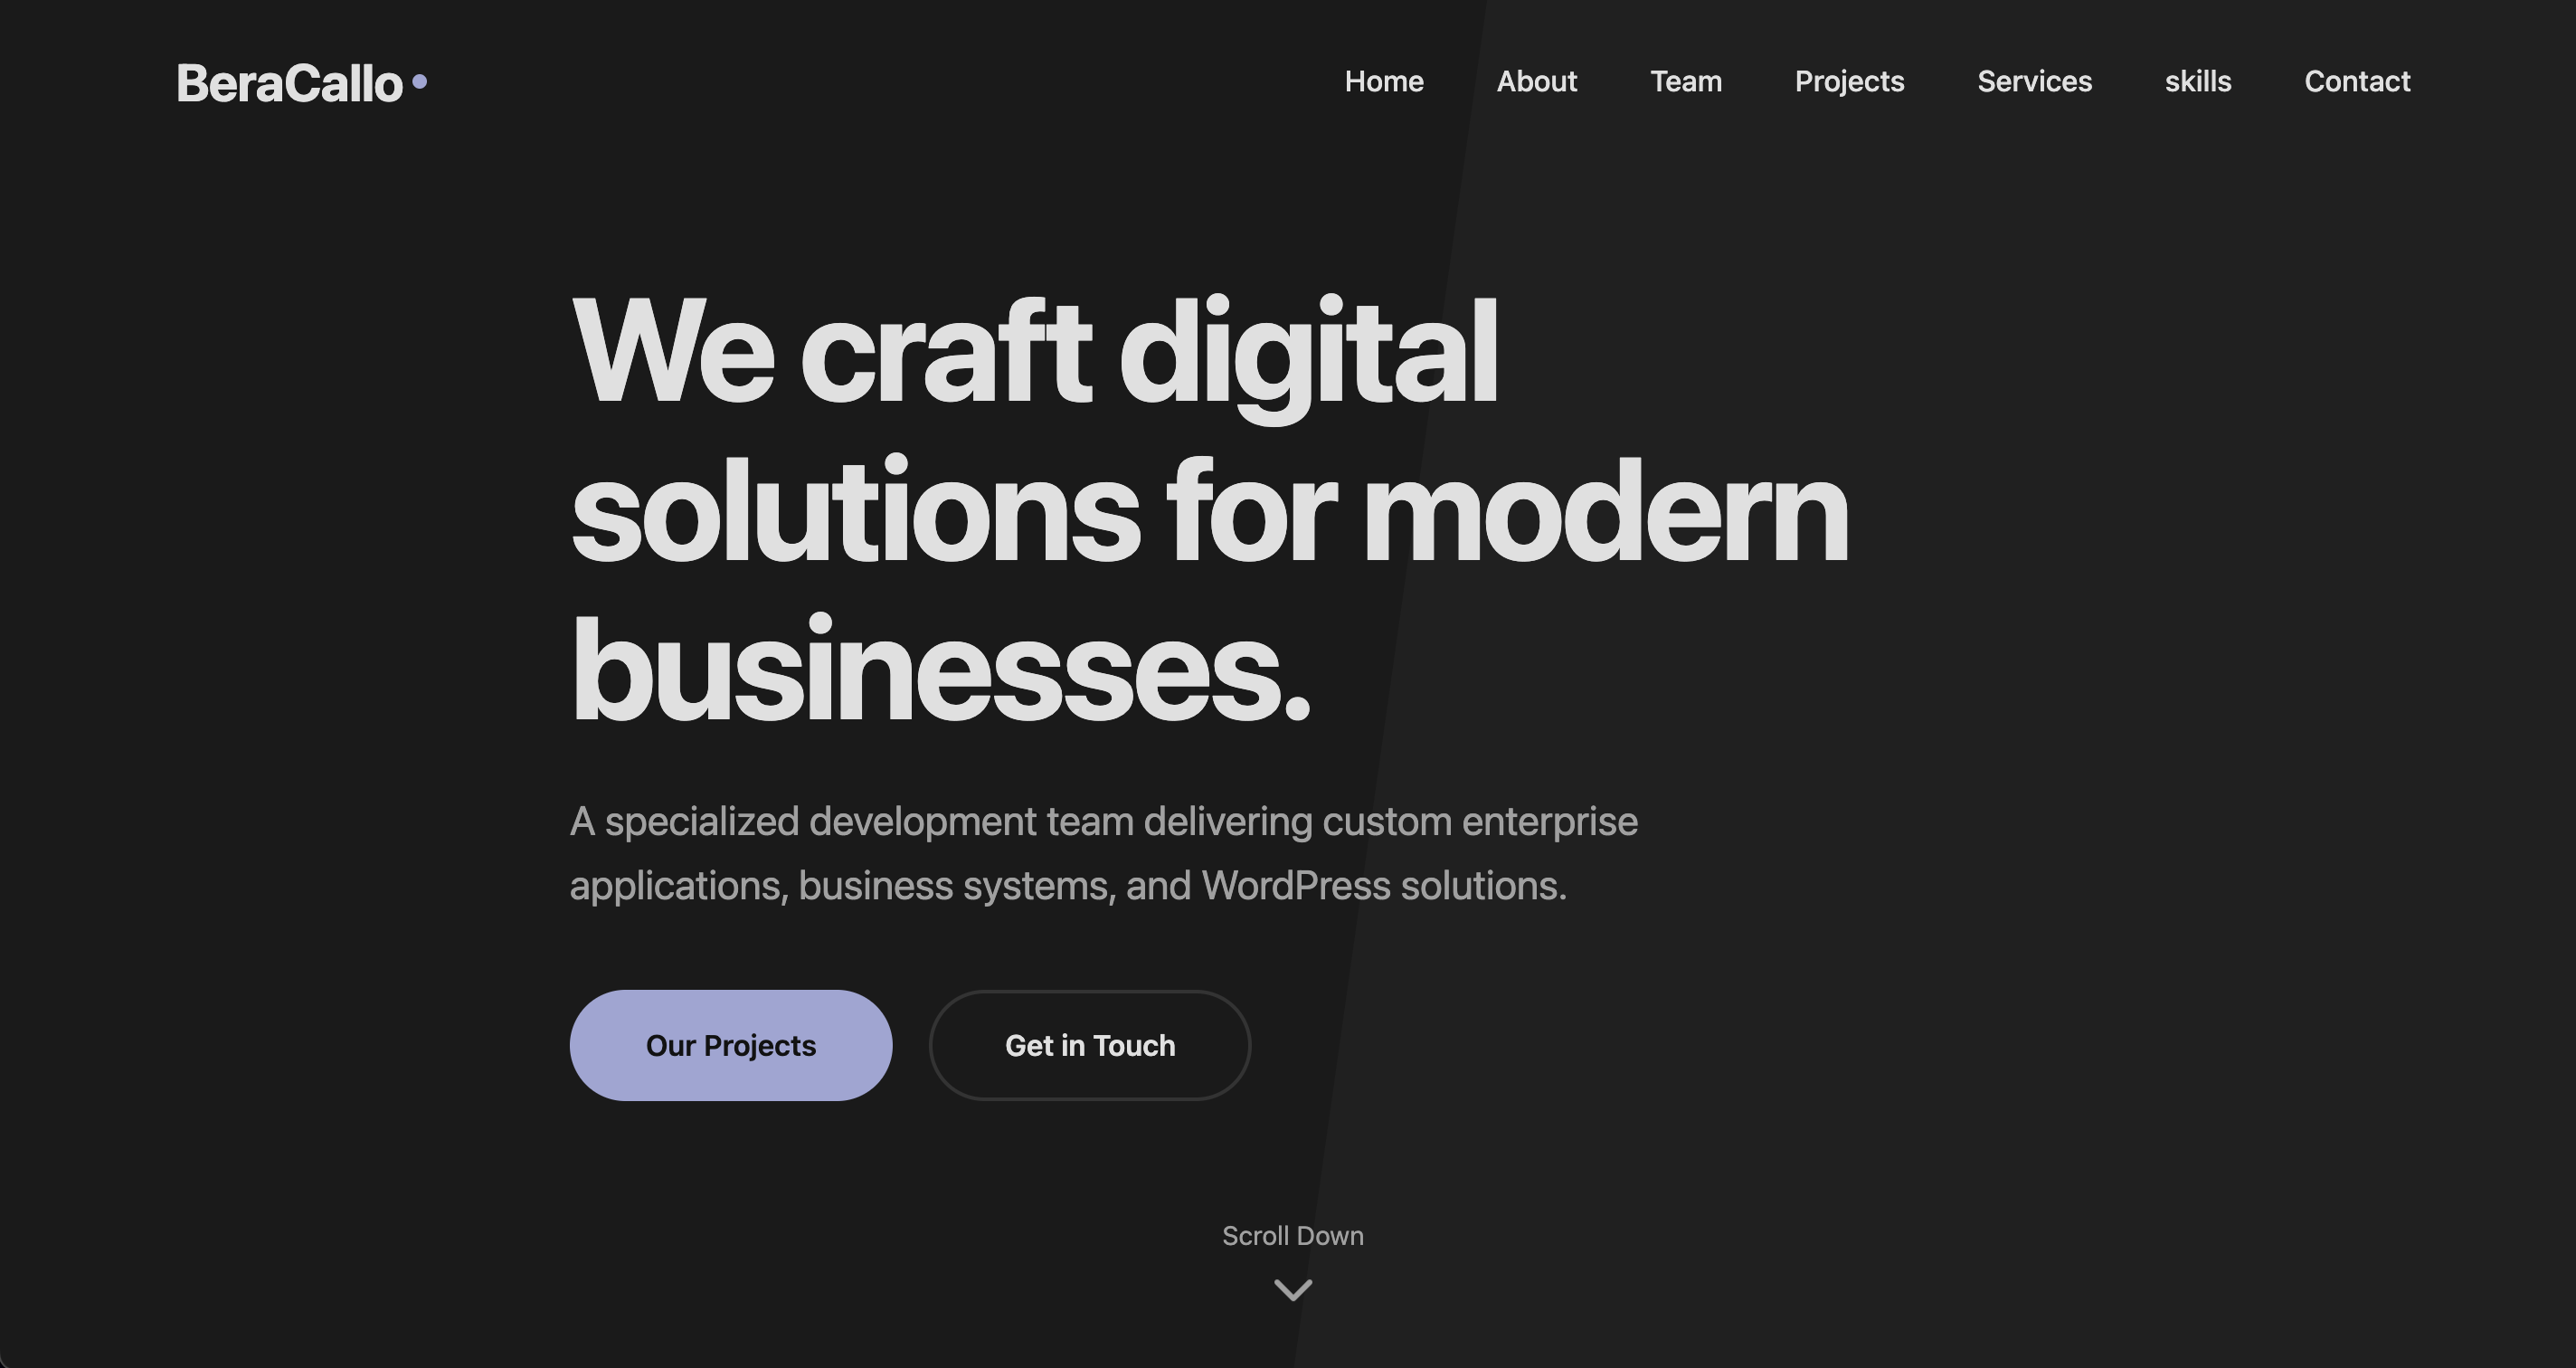 BeraCallo
Home About Team Projects Services skills Contact
We craft digital
solutions for modern
businesses.
A specialized development team delivering custom enterprise
applications, business systems, and WordPress solutions.
Our Projects Get in Touch
Scroll Down